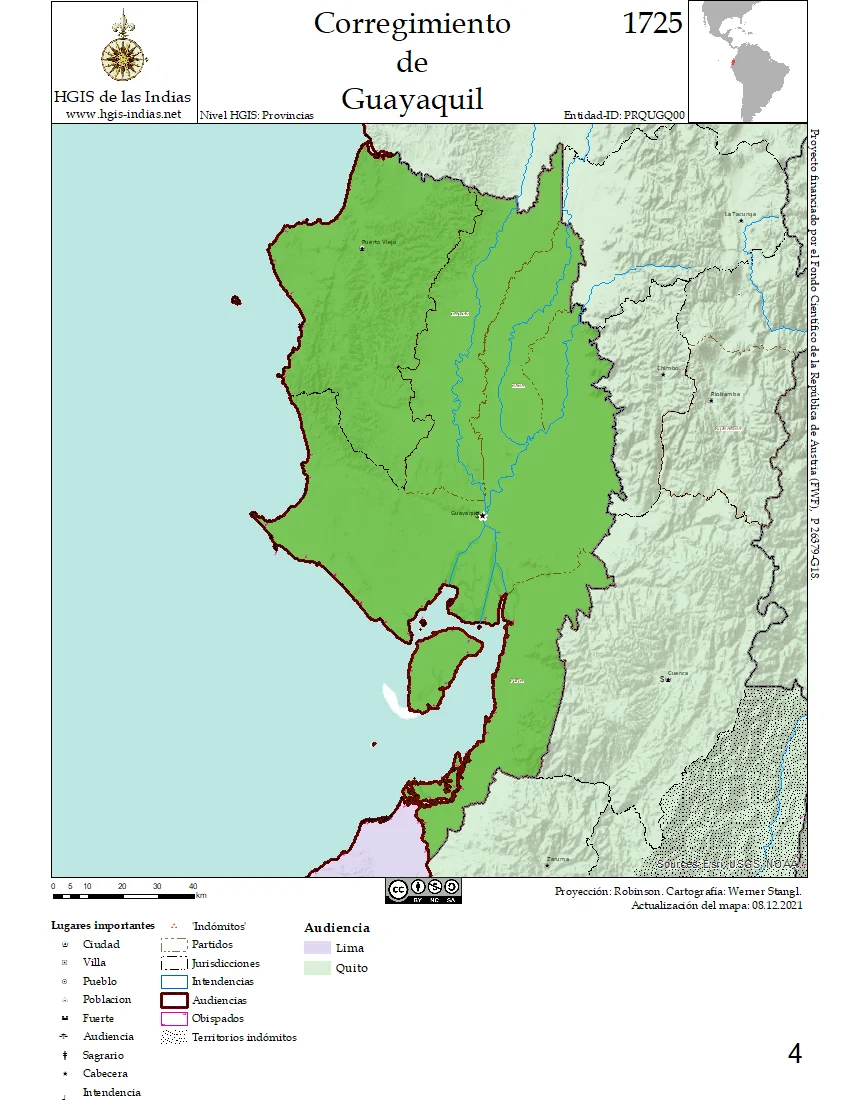 HGIS de las Indias
www.hgis-indias.net
Corregimiento
de
Guayaquil
1725
Nivel HGIS: Provincias
Entidad-ID: PRQUGQ00
Proyecto financiado por el Fondo Científico de la República de Austria (FWF), P 26379-G18.
La Tacunga
Puerto Viejo
Chimbo
Riobamba
Guayaquil
Cuenca
Zaruma
Sources: Esri, USGS, NOAA
0 5 10 20 30 40
km
CC BY NC SA
Proyección: Robinson. Cartografía: Werner Stangl.
Actualización del mapa: 08.12.2021
Lugares importantes
Ciudad
Villa
Pueblo
Poblacion
Fuerte
Audiencia
Sagrario
Cabecera
Intendencia
'Indómitos'
Partidos
Jurisdicciones
Intendencias
Audiencias
Obispados
Territorios indómitos
Audiencia
Lima
Quito
4